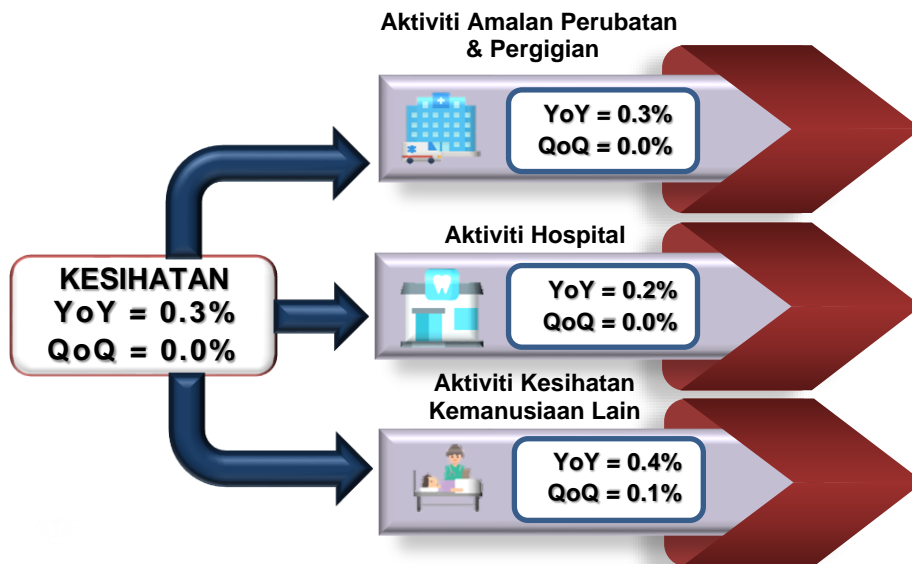 Aktiviti Amalan Perubatan
& Pergigian
YoY = 0.3%
QoQ = 0.0%
KESIHATAN
YoY = 0.3%
QoQ = 0.0%
Aktiviti Hospital
YoY = 0.2%
QoQ = 0.0%
Aktiviti Kesihatan
Kemanusiaan Lain
YoY = 0.4%
QoQ = 0.1%